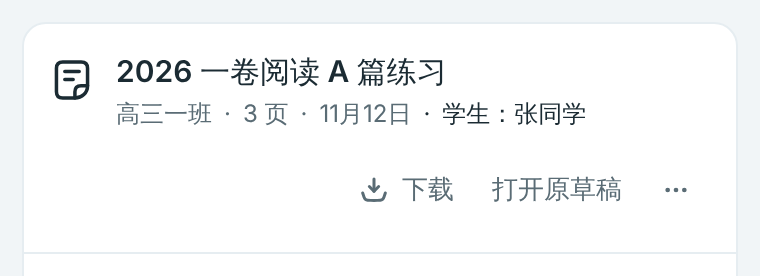 2026 一卷阅读 A 篇练习
高三一班 · 3 页 · 11月12日 · 学生：张同学
下载 打开原草稿 ···